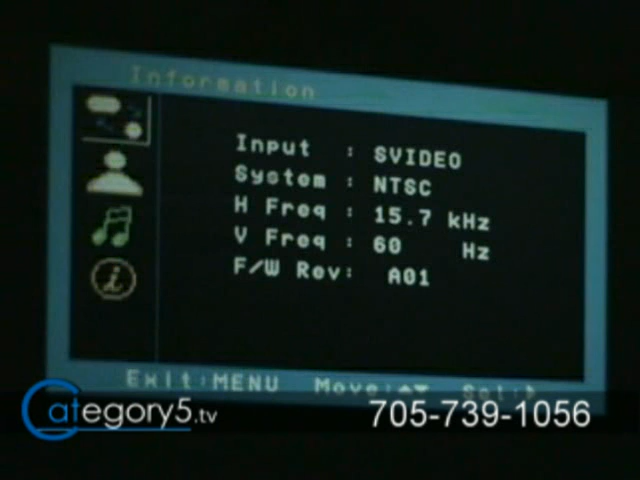 Information
Input : SVIDEO
System : NTSC
H Freq : 15.7 kHz
V Freq : 60 Hz
F/W Rev: A01
Exit:MENU Move:▲▼ Sel:▶
Category5.tv 705-739-1056